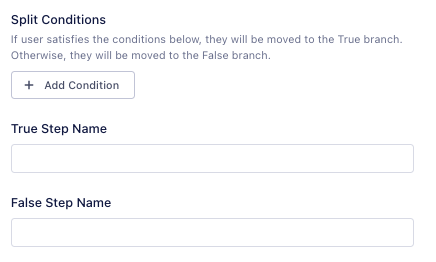 Split Conditions
If user satisfies the conditions below, they will be moved to the True branch.
Otherwise, they will be moved to the False branch.
+ Add Condition
True Step Name
False Step Name